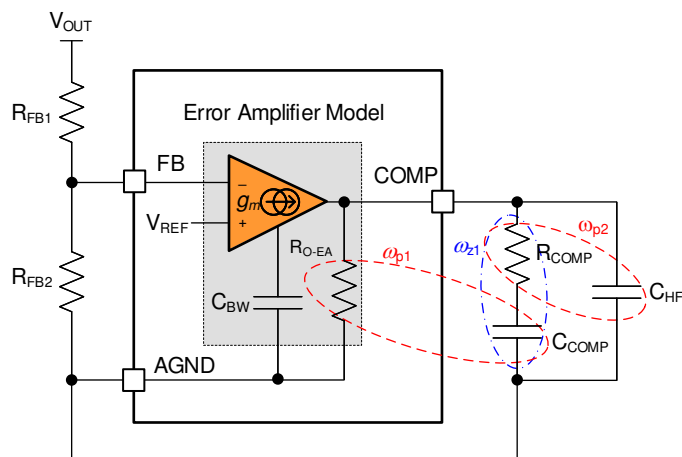 VOUT
RFB1
Error Amplifier Model
FB
COMP
gm
−
+
VREF
RO-EA
ωp1
ωz1
ωp2
RCOMP
RFB2
CBW
CHF
CCOMP
AGND